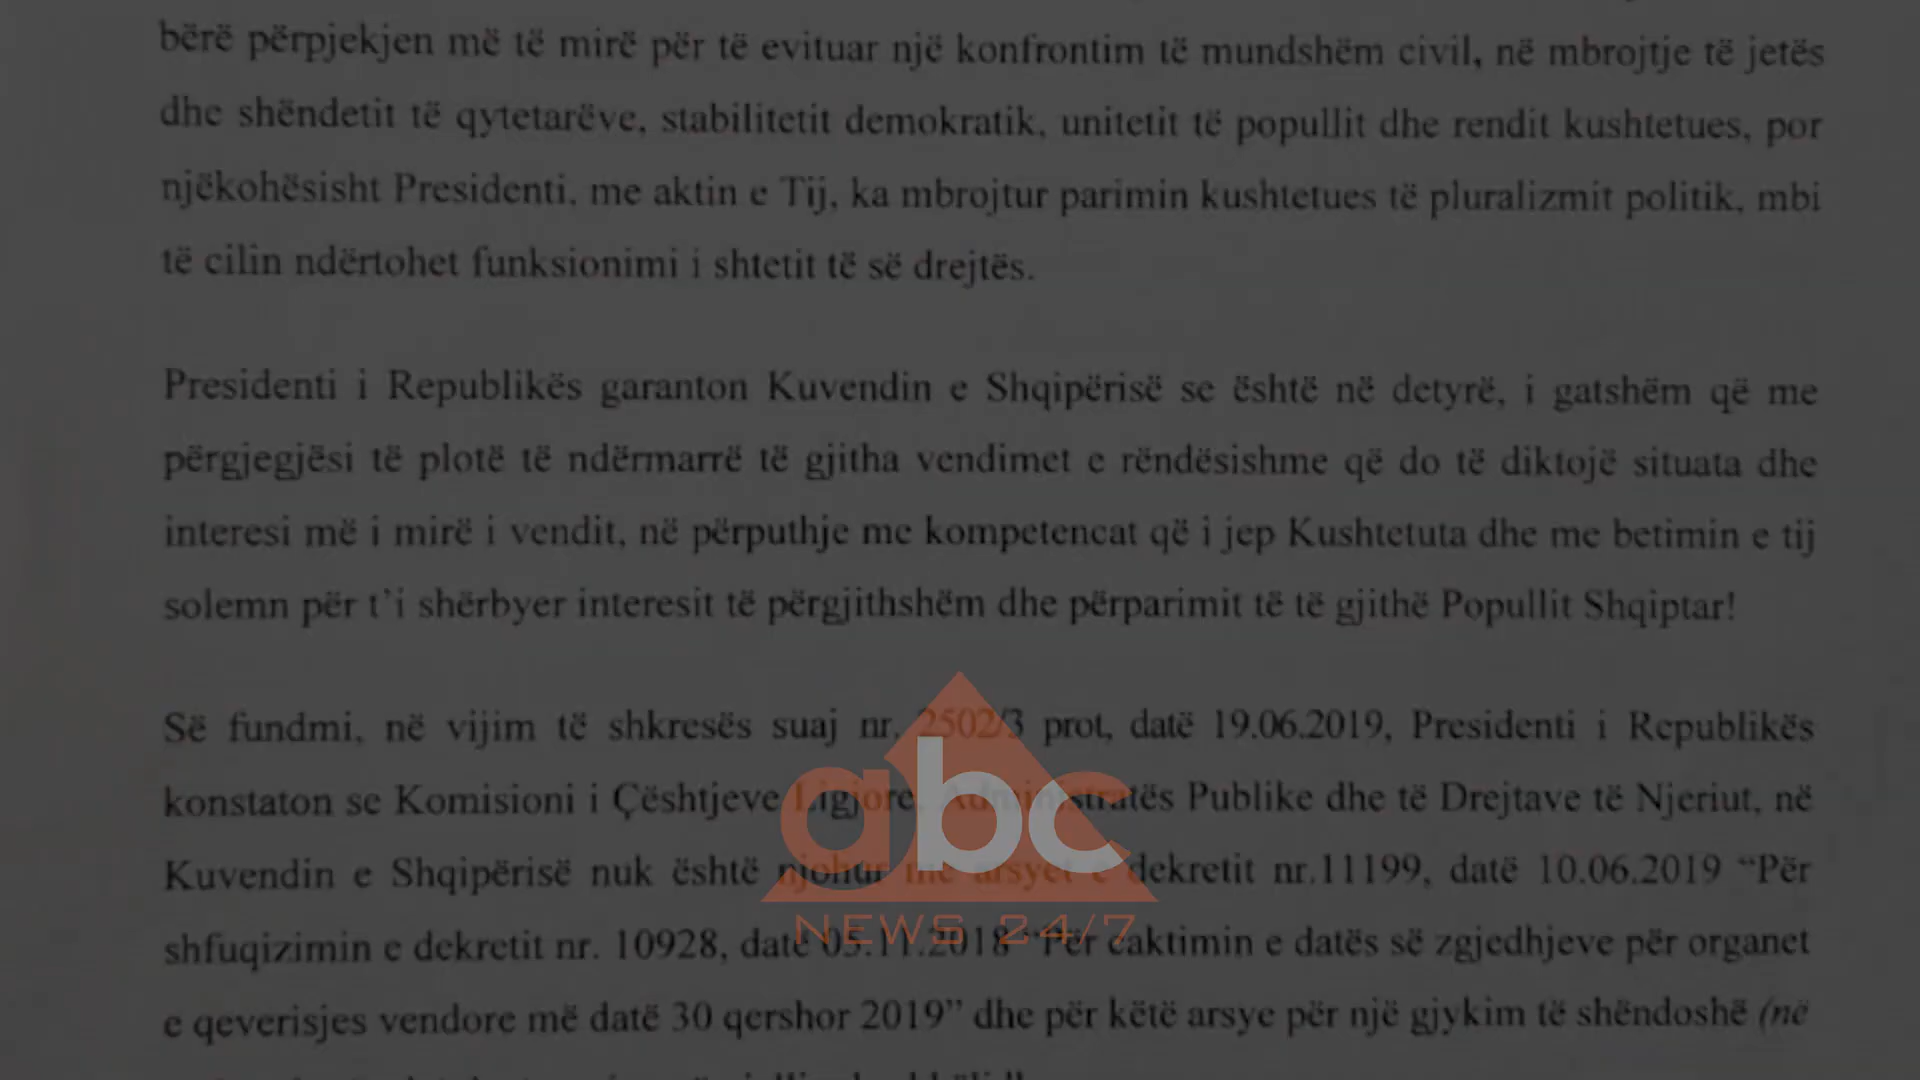 bërë përpjekjen më të mirë për të evituar një konfrontim të mundshëm civil, në mbrojtje të jetës
dhe shëndetit të qytetarëve, stabilitetit demokratik, unitetit të popullit dhe rendit kushtetues, por
njëkohësisht Presidenti, me aktin e Tij, ka mbrojtur parimin kushtetues të pluralizmit politik, mbi
të cilin ndërtohet funksionimi i shtetit të së drejtës.
Presidenti i Republikës garanton Kuvendin e Shqipërisë se është në detyrë, i gatshëm që me
përgjegjësi të plotë të ndërmarrë të gjitha vendimet e rëndësishme që do të diktojë situata dhe
interesi më i mirë i vendit, në përputhje me kompetencat që i jep Kushtetuta dhe me betimin e tij
solemn për t'i shërbyer interesit të përgjithshëm dhe përparimit të të gjithë Popullit Shqiptar!
Së fundmi, në vijim të shkresës suaj nr. 2502/3 prot, datë 19.06.2019, Presidenti i Republikës
konstaton se Komisioni i Çështjeve Ligjore, Administratës Publike dhe të Drejtave të Njeriut, në
Kuvendin e Shqipërisë nuk është njohur me arsyet e dekretit nr.11199, datë 10.06.2019 “Për
shfuqizimin e dekretit nr. 10928, datë 05.11.2018 “Për caktimin e datës së zgjedhjeve për organet
e qeverisjes vendore më datë 30 qershor 2019” dhe për këtë arsye për një gjykim të shëndoshë (në
abc
NEWS 24/7